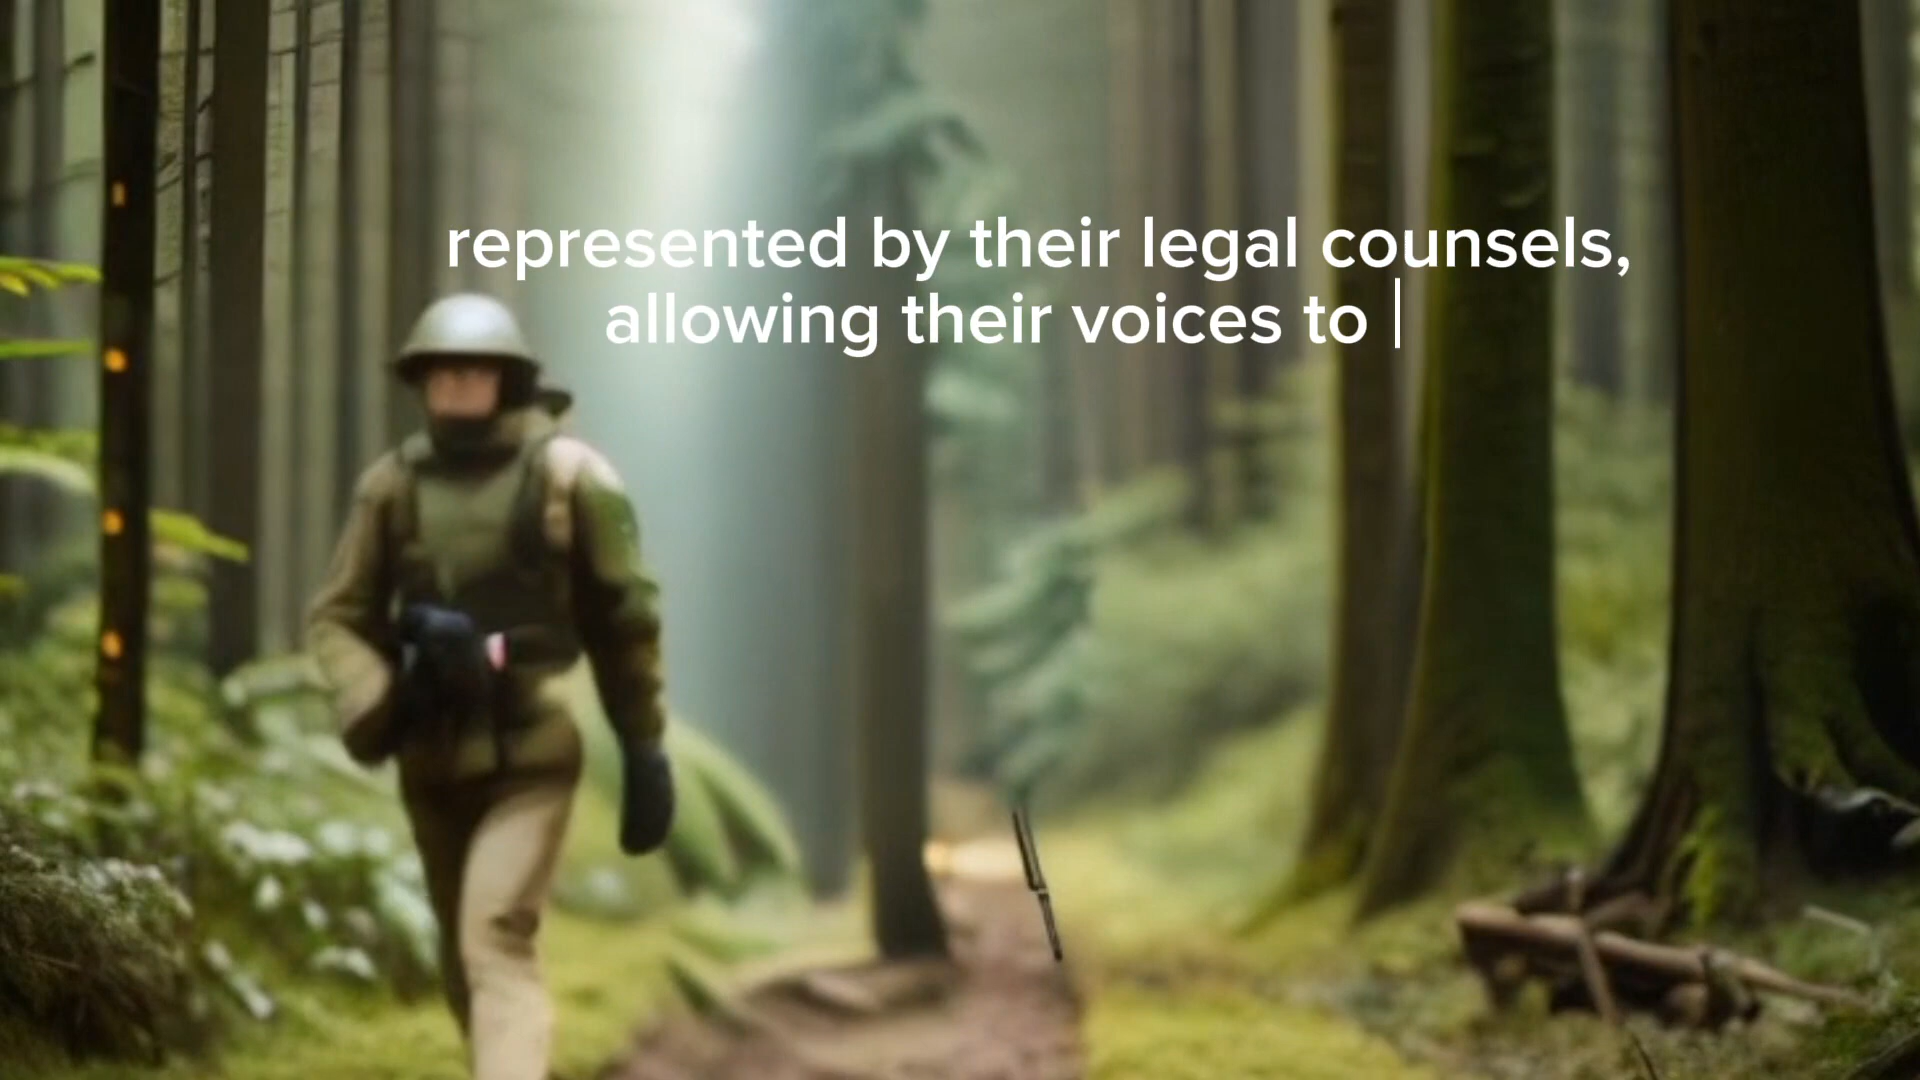 represented by their legal counsels,
allowing their voices to